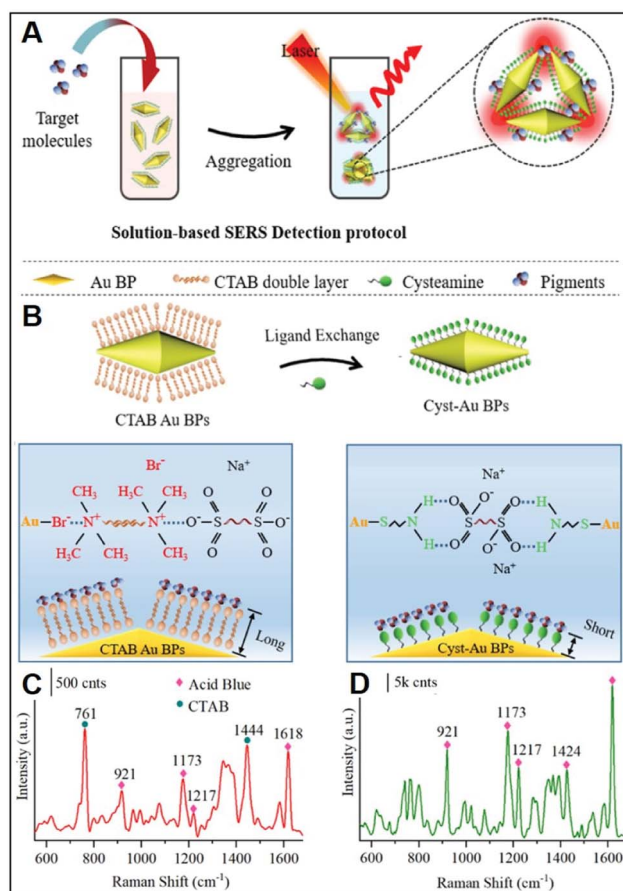 A
Target
molecules
Aggregation
Laser
Solution-based SERS Detection protocol
Au BP
CTAB double layer
Cysteamine
Pigments
B
CTAB Au BPs
Ligand Exchange
Cyst-Au BPs
Br⁻
Na⁺
CH₃ H₃C CH₃ O O
Au—Br⁻ N⁺ N⁺ O⁻—S S—O⁻
H₃C CH₃ CH₃ O O
Long
CTAB Au BPs
Na⁺
H O O⁻ O H
Au—S N S S N S—Au
H O O⁻ O H
Na⁺
Short
Cyst-Au BPs
C
500 cnts
Acid Blue
CTAB
761
921
1173
1217
1444
1618
Intensity (a.u.)
600 800 1000 1200 1400 1600
Raman Shift (cm⁻¹)
D
5k cnts
921
1173
1217
1424
Intensity (a.u.)
600 800 1000 1200 1400 1600
Raman Shift (cm⁻¹)